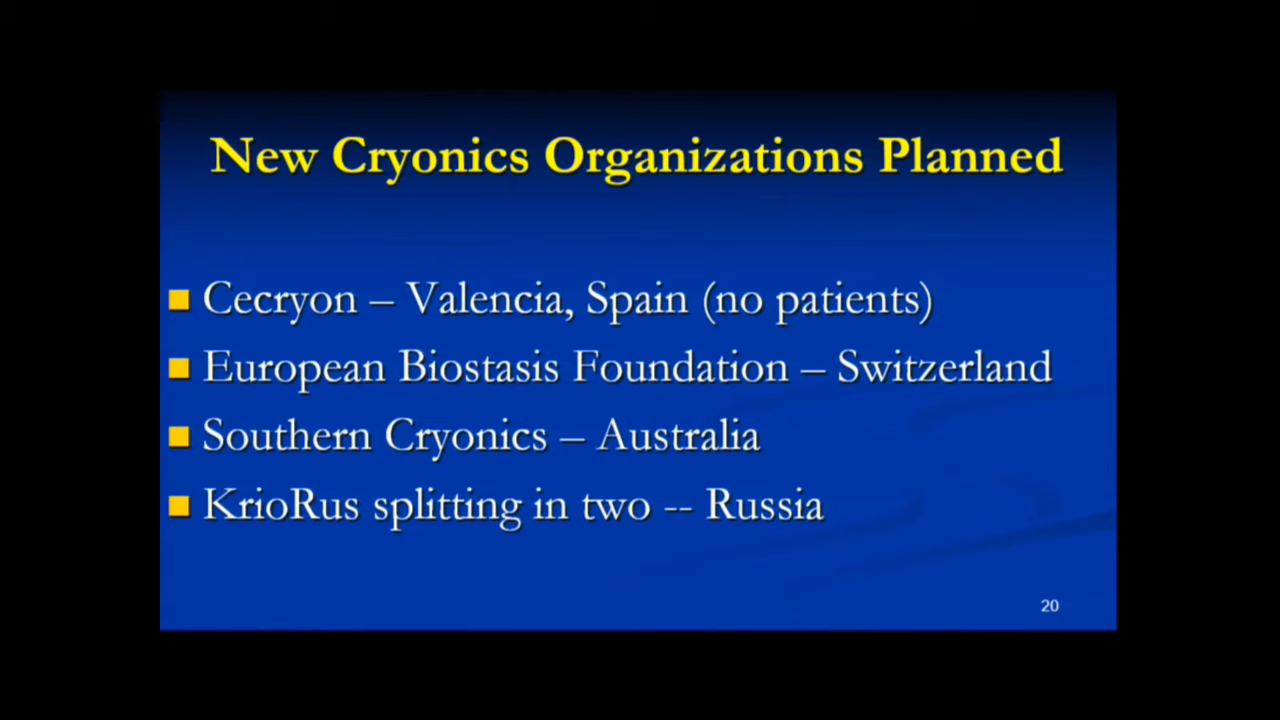 New Cryonics Organizations Planned
Cecryon – Valencia, Spain (no patients)
European Biostasis Foundation – Switzerland
Southern Cryonics – Australia
KrioRus splitting in two -- Russia
20